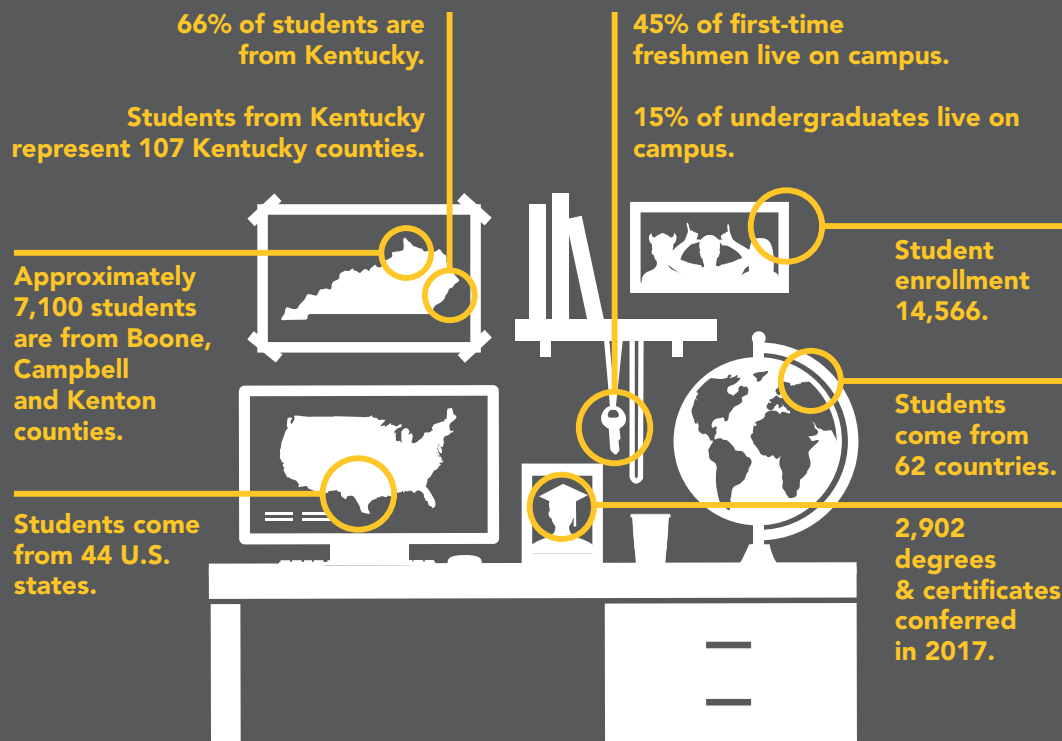 66% of students are
from Kentucky.
Students from Kentucky
represent 107 Kentucky counties.
45% of first-time
freshmen live on campus.
15% of undergraduates live on
campus.
Approximately
7,100 students
are from Boone,
Campbell
and Kenton
counties.
Student
enrollment
14,566.
Students
come from
62 countries.
Students come
from 44 U.S.
states.
2,902
degrees
& certificates
conferred
in 2017.